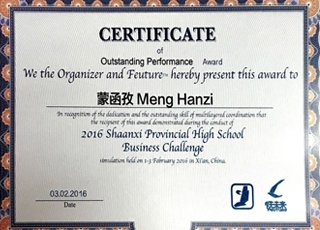 CERTIFICATE
of
Outstanding Performance Award
We the Organizer and Feuture™ hereby present this award to
蒙函孜 Meng Hanzi
In recognition of the dedication and the outstanding skill of multilayered coordination that
the recipient of this award demonstrated during the conduct of
2016 Shaanxi Provincial High School
Business Challenge
simulation held on 1-3 February 2016 in Xi'an, China.
03.02.2016
Date